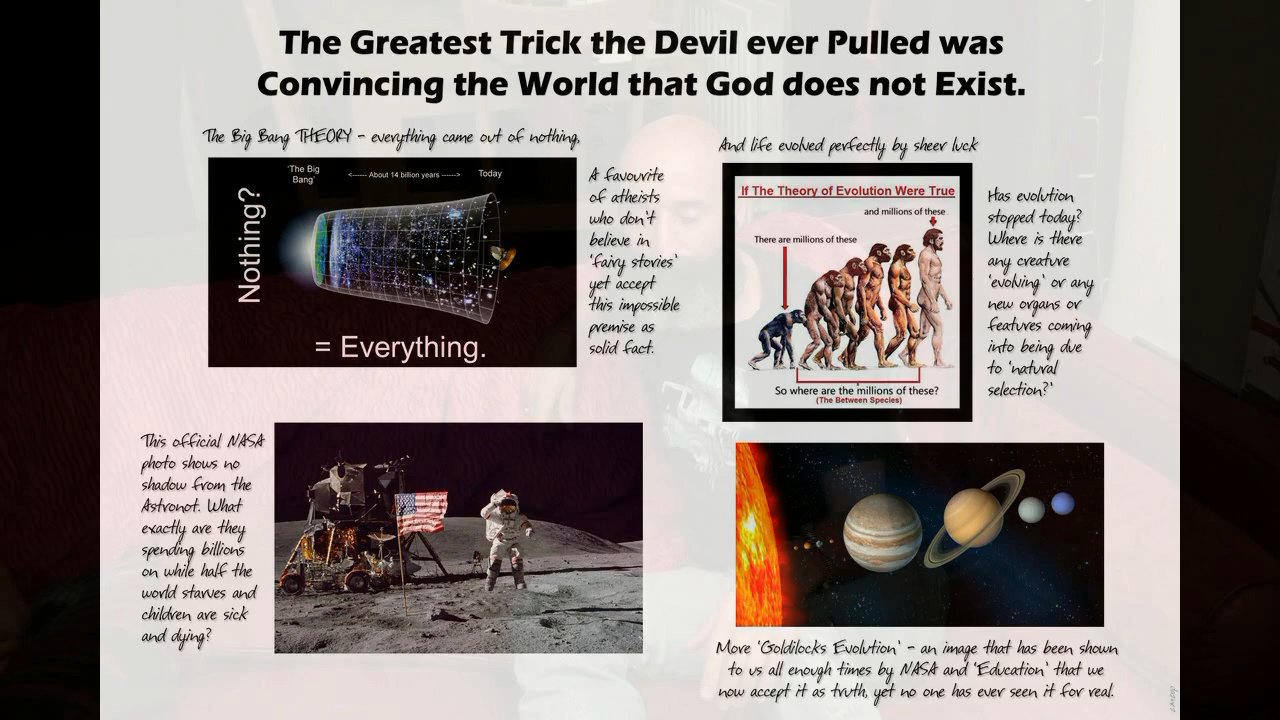 The Greatest Trick the Devil ever Pulled was
Convincing the World that God does not Exist.
The Big Bang THEORY - everything came out of nothing,
'The Big
Bang'
<------ About 14 billion years ----->
Today
Nothing?
= Everything.
A favourite
of atheists
who don't
believe in
'fairy stories'
yet accept
this impossible
premise as
solid fact.
And life evolved perfectly by sheer luck
If The Theory of Evolution Were True
and millions of these
There are millions of these
So where are the millions of these?
(The Between Species)
Has evolution
stopped today?
Where is there
any creature
'evolving' or any
new organs or
features coming
into being due
to 'natural
selection?'
This official NASA
photo shows no
shadow from the
Astronot. What
exactly are they
spending billions
on while half the
world starves and
children are sick
and dying?
More 'Goldilocks Evolution' - an image that has been shown
to us all enough times by NASA and 'Education' that we
now accept it as truth, yet no one has ever seen it for real.